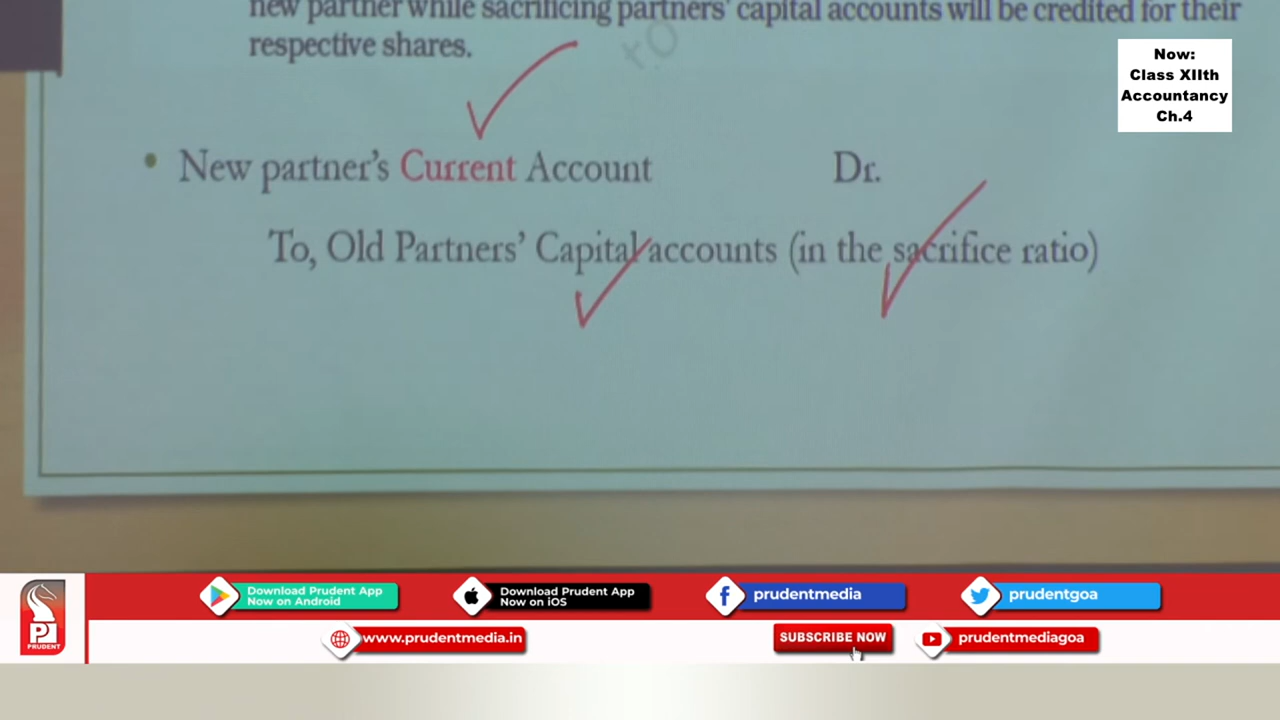 new partner while sacrificing partners' capital accounts will be credited for their
respective shares.
to
Now:
Class XIIth
Accountancy
Ch.4
• New partner's Current Account Dr.
To, Old Partners' Capital accounts (in the sacrifice ratio)
Download Prudent App
Now on Android
Download Prudent App
Now on iOS
prudentmedia
prudentgoa
PRUDENT
www.prudentmedia.in
SUBSCRIBE NOW
prudentmediagoa